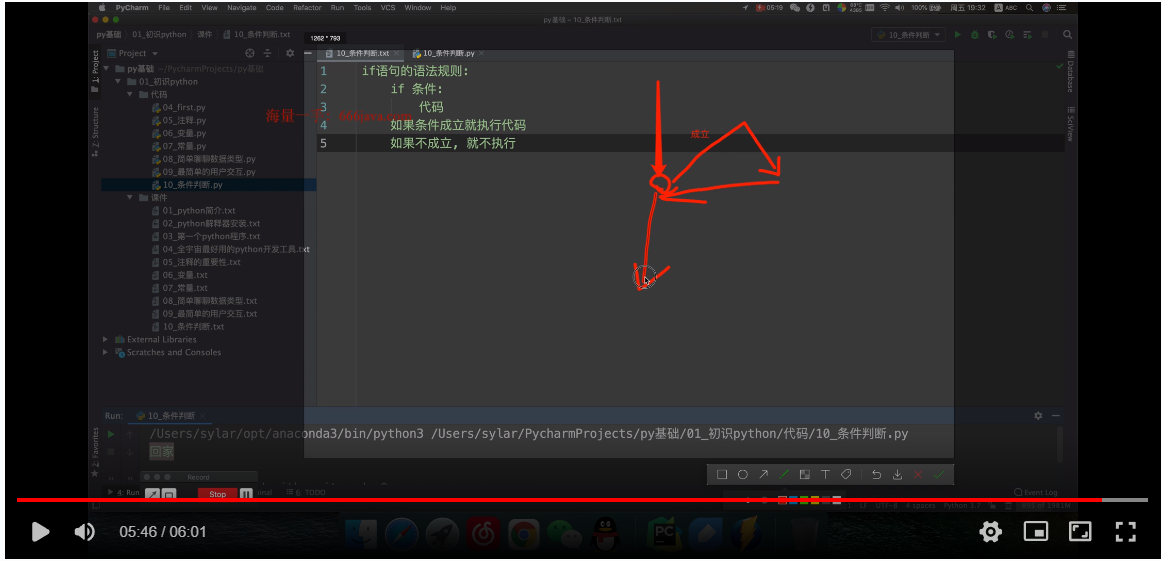 PyCharm File Edit View Navigate Code Refactor Run Tools VCS Window Help
05:19 ABC 100% 周五 19:32
py基础 – 10_条件判断.txt
py基础 01_初识python 课件 10_条件判断.txt
10_条件判断
1262 * 793
Project
10_条件判断.txt
10_条件判断.py
1: Project
Z: Structure
2: Favorites
Database
SciView
py基础 ~/PycharmProjects/py基础
01_初识python
代码
04_first.py
05_注释.py
06_变量.py
07_常量.py
08_简单聊聊数据类型.py
09_最简单的用户交互.py
10_条件判断.py
课件
01_python简介.txt
02_python解释器安装.txt
03_第一个python程序.txt
04_全宇宙最好用的python开发工具.txt
05_注释的重要性.txt
06_变量.txt
07_常量.txt
08_简单聊聊数据类型.txt
09_最简单的用户交互.txt
10_条件判断.txt
External Libraries
Scratches and Consoles
1 if语句的语法规则:
2 if 条件:
3 代码
4 如果条件成立就执行代码
5 如果不成立, 就不执行
成立
Run: 10_条件判断
/Users/sylar/opt/anaconda3/bin/python3 /Users/sylar/PycharmProjects/py基础/01_初识python/代码/10_条件判断.py
回家
Record
4: Run
Stop
6: TODO
Event Log
UTF-8 4 spaces Python 3.7
PC
05:46 / 06:01